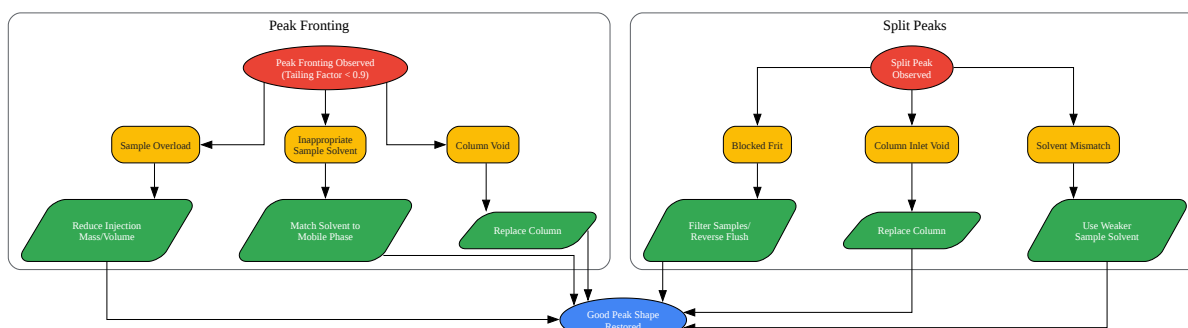 Peak Fronting
Split Peaks
Peak Fronting Observed
(Tailing Factor < 0.9)
Split Peak
Observed
Sample Overload
Inappropriate
Sample Solvent
Column Void
Blocked Frit
Column Inlet Void
Solvent Mismatch
Reduce Injection
Mass/Volume
Match Solvent to
Mobile Phase
Replace Column
Filter Samples/
Reverse Flush
Replace Column
Use Weaker
Sample Solvent
Good Peak Shape
Restored